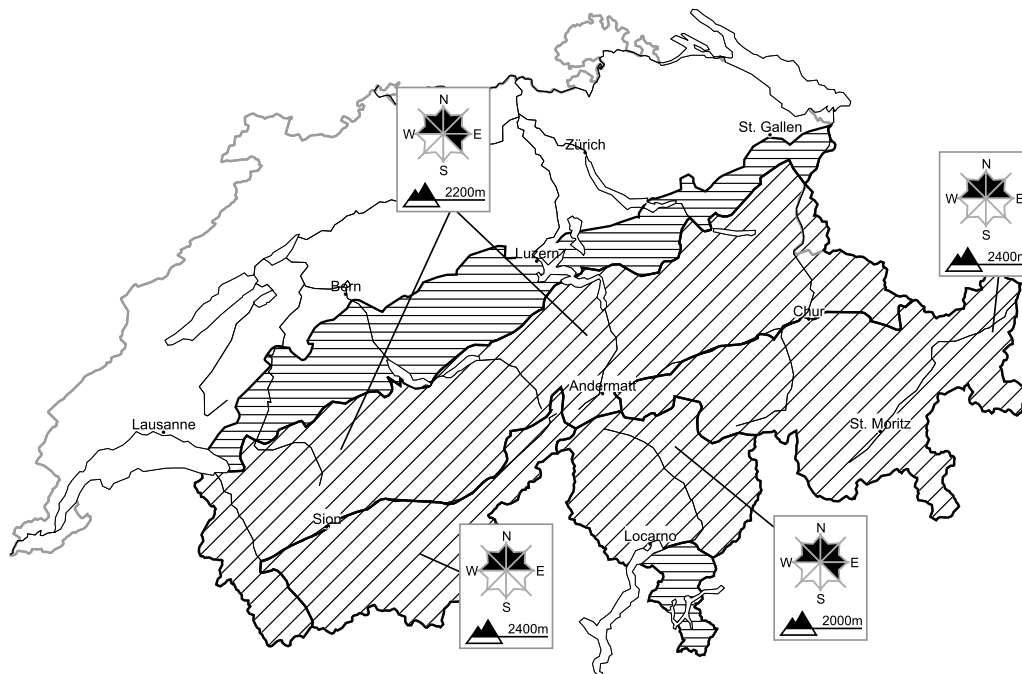 St. Gallen
N
W E
S
2200m
Zürich
N
W E
S
2400m
Luzern
Bern
Chur
Andermatt
Lausanne
St. Moritz
Sion
N
W E
S
2400m
Locarno
N
W E
S
2000m